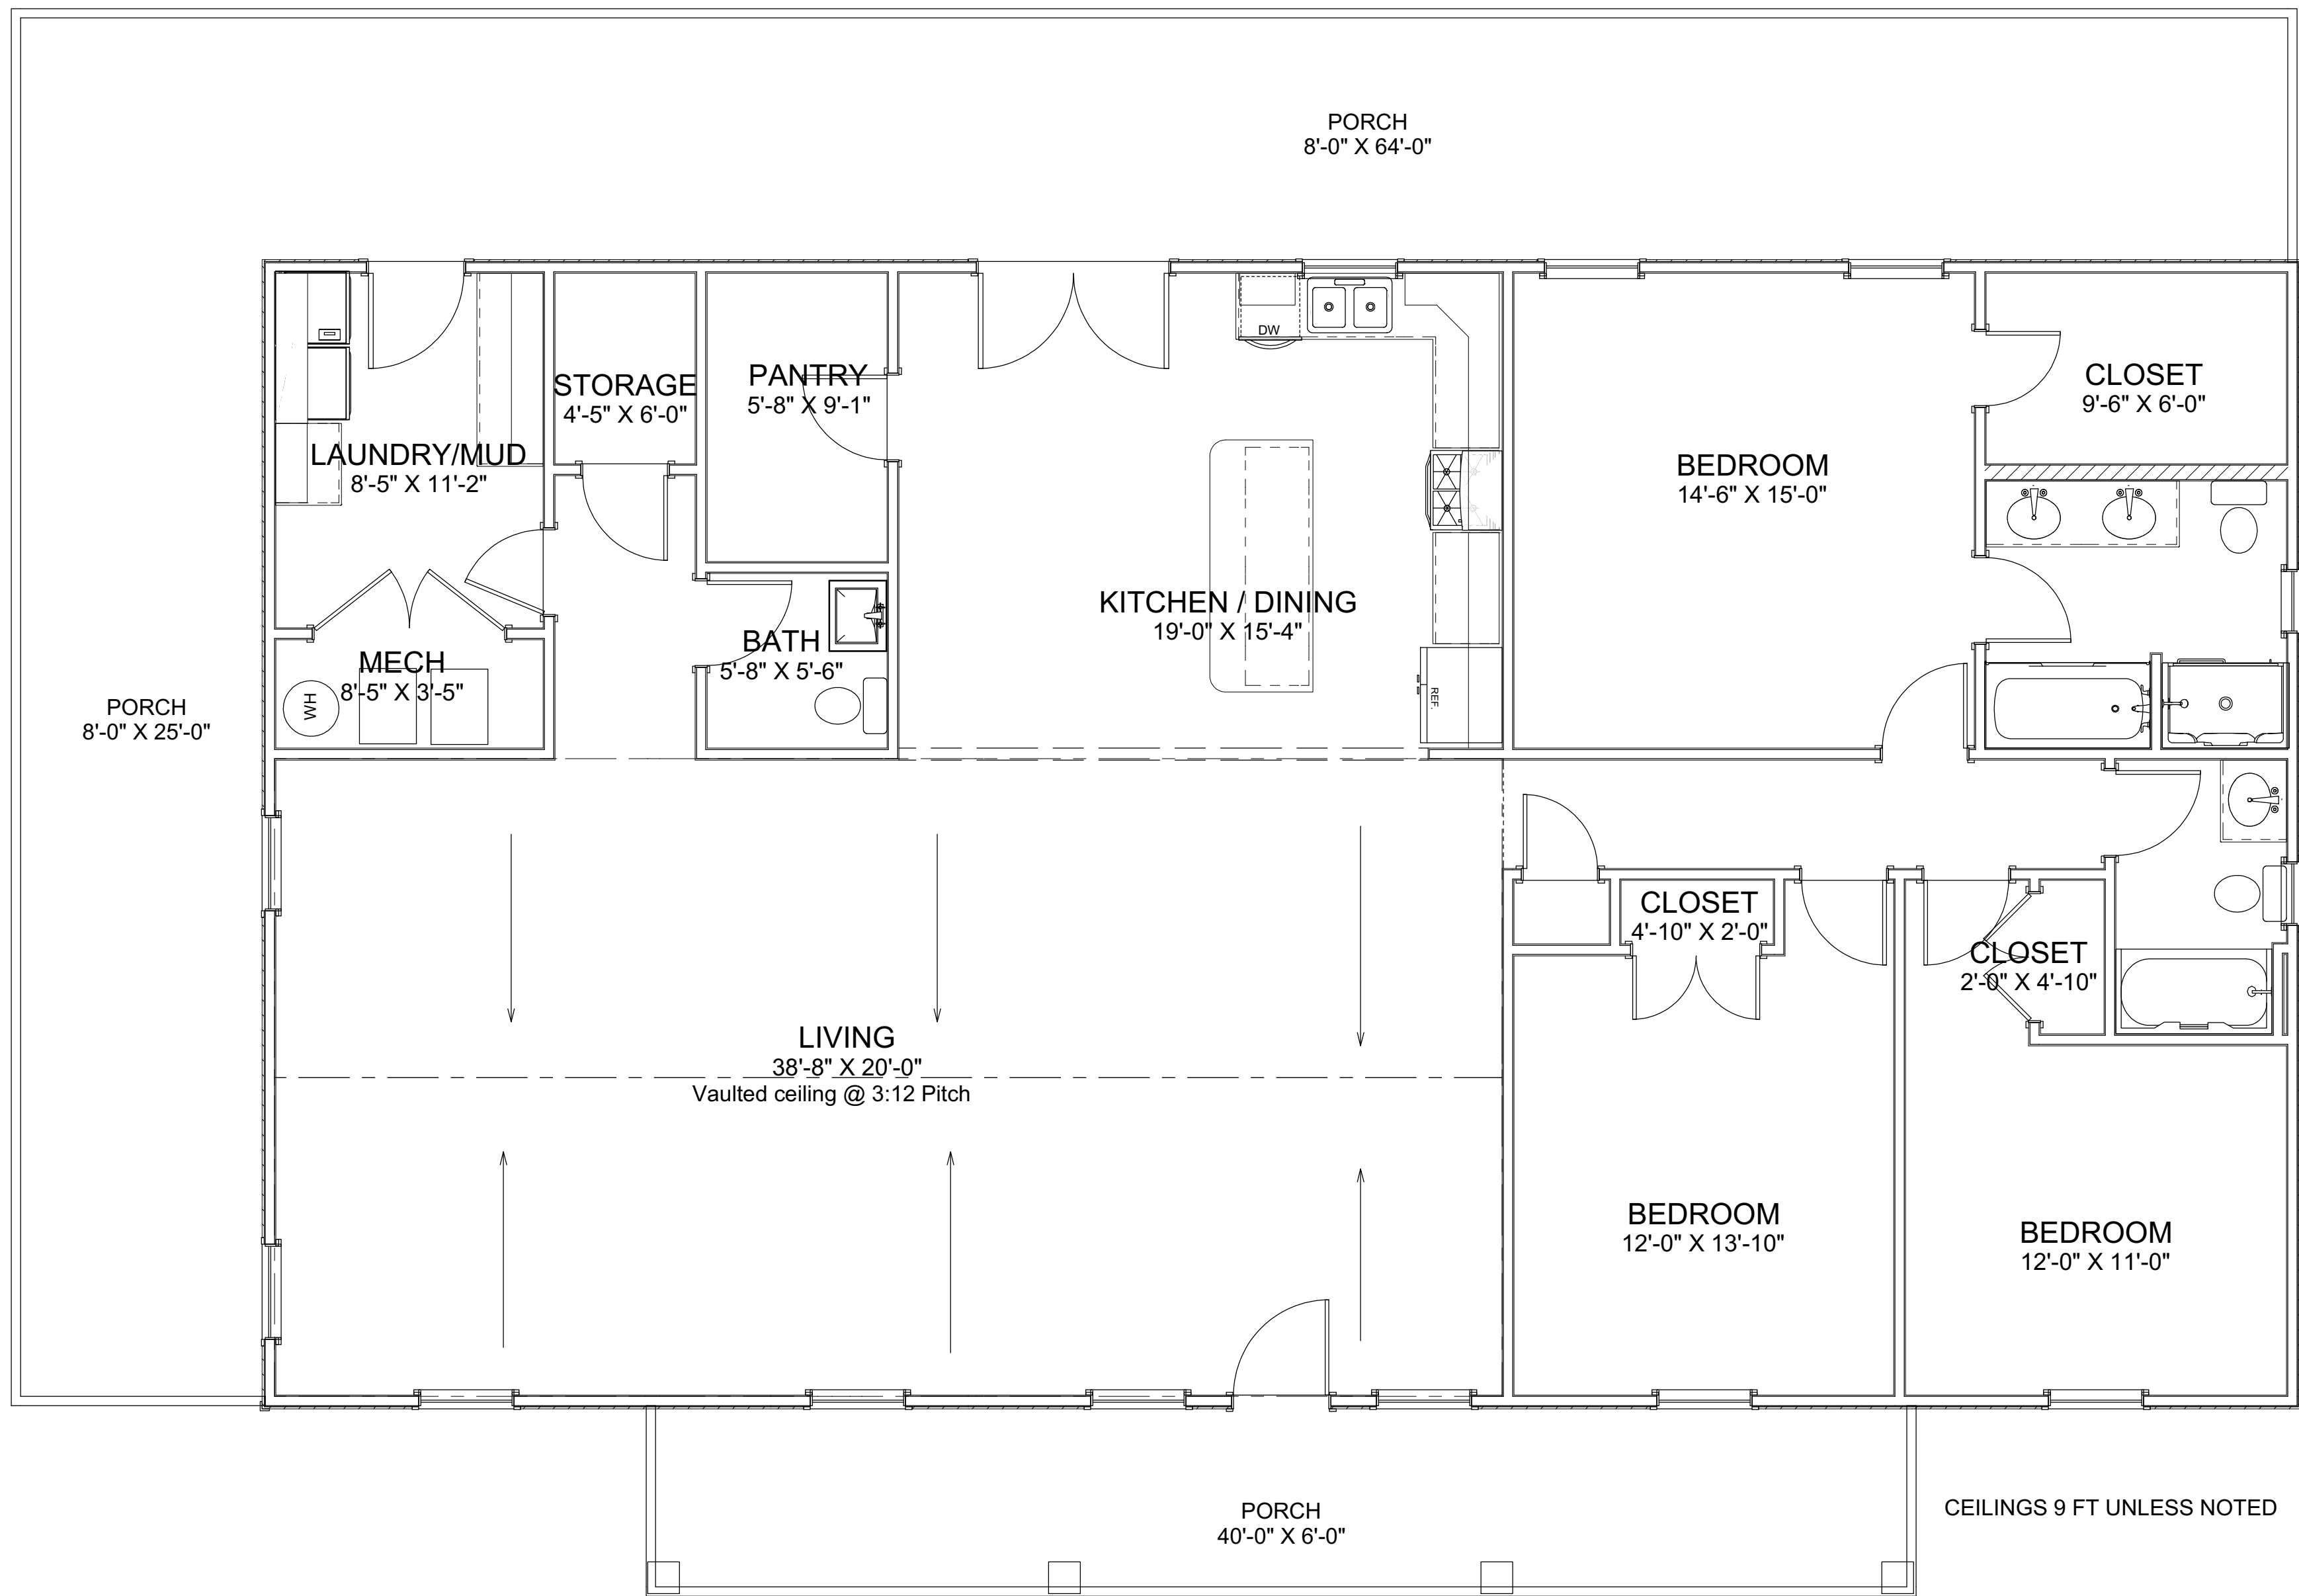 PORCH
8'-0" X 64'-0"
DW
STORAGE
4'-5" X 6'-0"
PANTRY
5'-8" X 9'-1"
CLOSET
9'-6" X 6'-0"
LAUNDRY/MUD
8'-5" X 11'-2"
BEDROOM
14'-6" X 15'-0"
KITCHEN / DINING
19'-0" X 15'-4"
BATH
5'-8" X 5'-6"
MECH
8'-5" X 3'-5"
HW
REF.
PORCH
8'-0" X 25'-0"
CLOSET
4'-10" X 2'-0"
CLOSET
2'-0" X 4'-10"
LIVING
38'-8" X 20'-0"
Vaulted ceiling @ 3:12 Pitch
BEDROOM
12'-0" X 13'-10"
BEDROOM
12'-0" X 11'-0"
PORCH
40'-0" X 6'-0"
CEILINGS 9 FT UNLESS NOTED